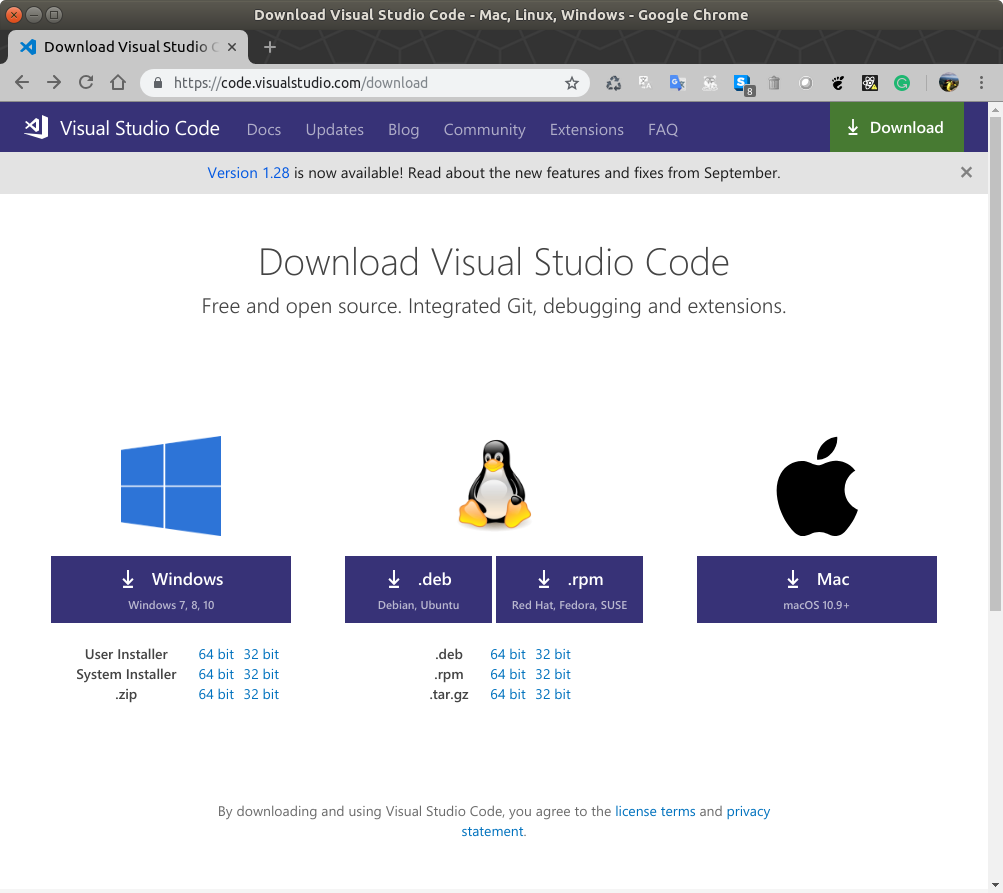 Download Visual Studio Code - Mac, Linux, Windows - Google Chrome
Download Visual Studio C
https://code.visualstudio.com/download
8
Visual Studio Code Docs Updates Blog Community Extensions FAQ Download
Version 1.28 is now available! Read about the new features and fixes from September.
Download Visual Studio Code
Free and open source. Integrated Git, debugging and extensions.
Windows
Windows 7, 8, 10
.deb
Debian, Ubuntu
.rpm
Red Hat, Fedora, SUSE
Mac
macOS 10.9+
User Installer 64 bit 32 bit
System Installer 64 bit 32 bit
.zip 64 bit 32 bit
.deb 64 bit 32 bit
.rpm 64 bit 32 bit
.tar.gz 64 bit 32 bit
By downloading and using Visual Studio Code, you agree to the license terms and privacy
statement.